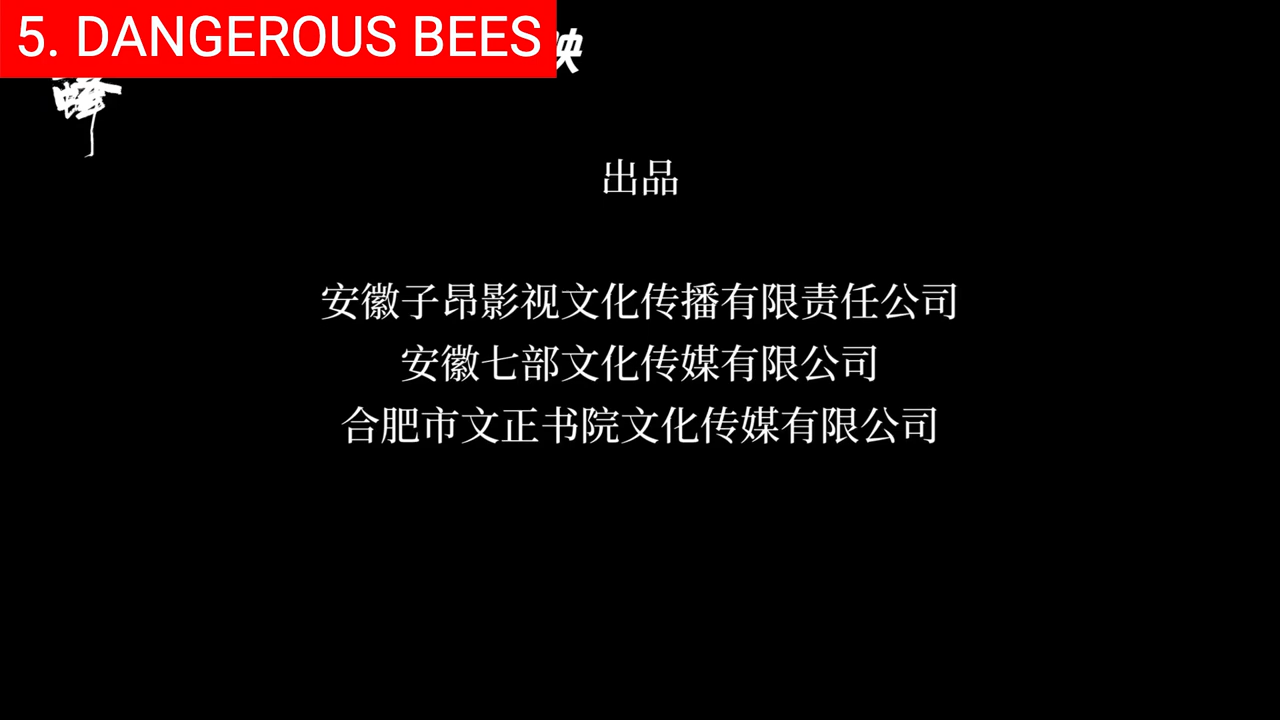 5. DANGEROUS BEES
映
蜂
出品
安徽子昂影视文化传播有限责任公司
安徽七部文化传媒有限公司
合肥市文正书院文化传媒有限公司